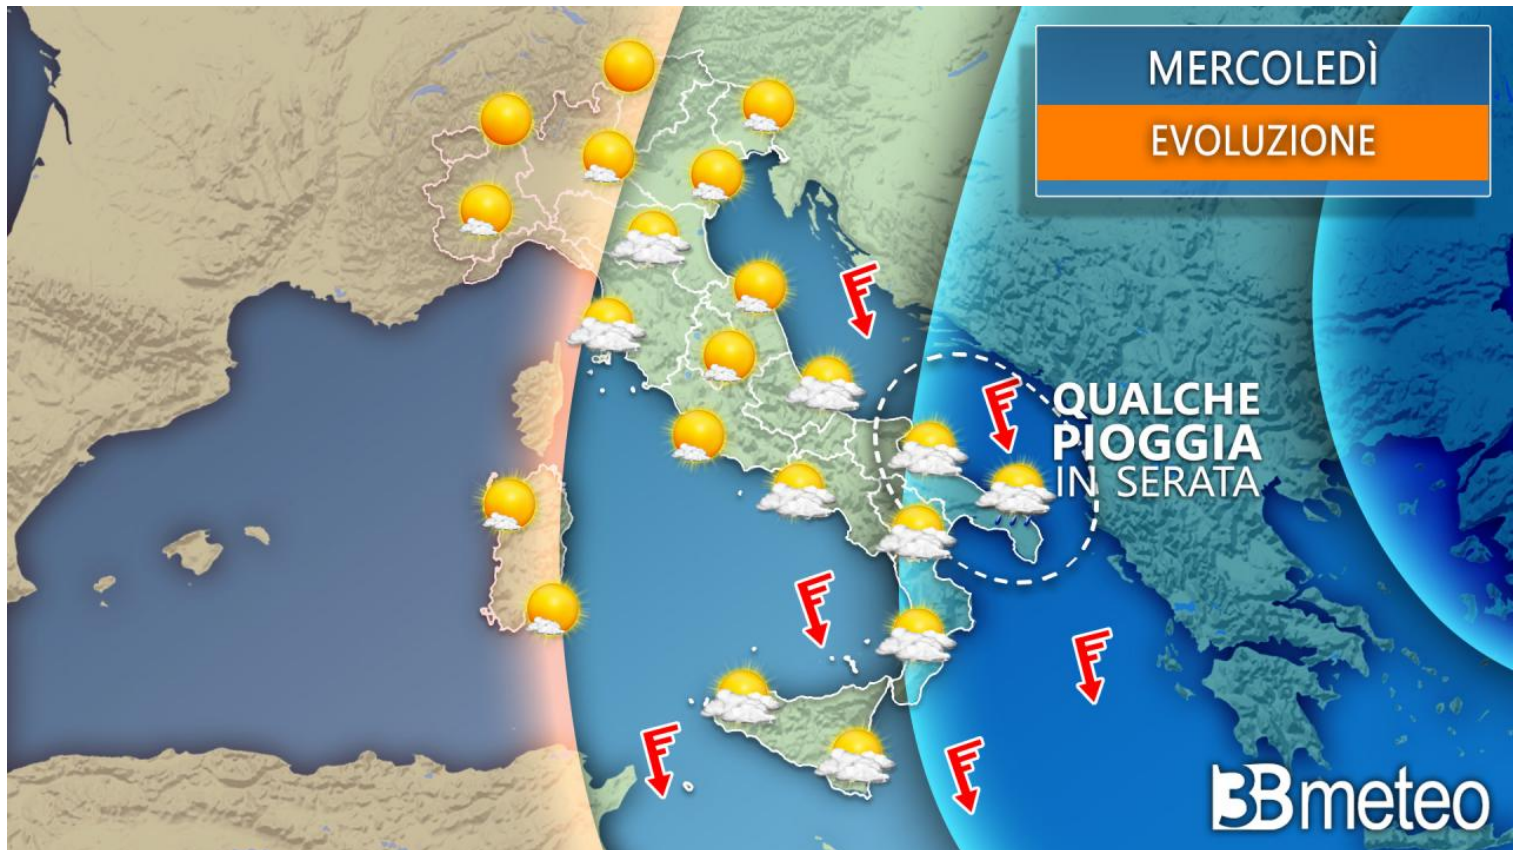 MERCOLEDÌ
EVOLUZIONE
QUALCHE
PIOGGIA
IN SERATA
3Bmeteo